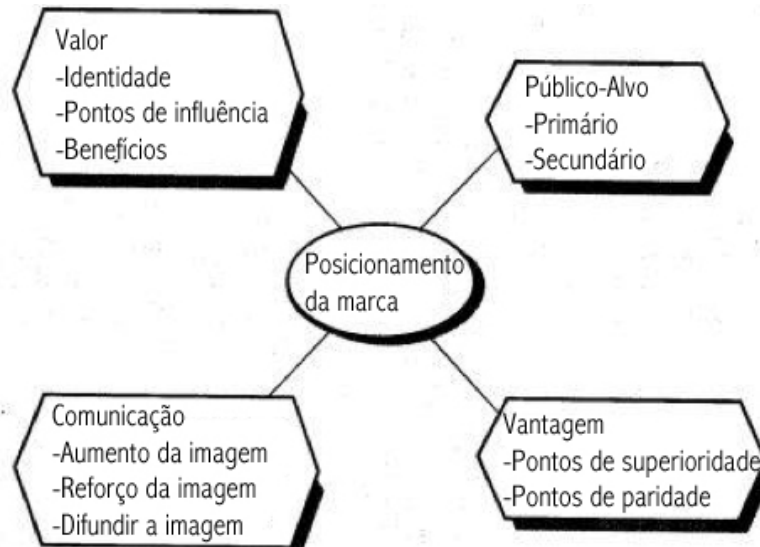 Valor
-Identidade
-Pontos de influência
-Benefícios
Público-Alvo
-Primário
-Secundário
Posicionamento
da marca
Comunicação
-Aumento da imagem
-Reforço da imagem
-Difundir a imagem
Vantagem
-Pontos de superioridade
-Pontos de paridade